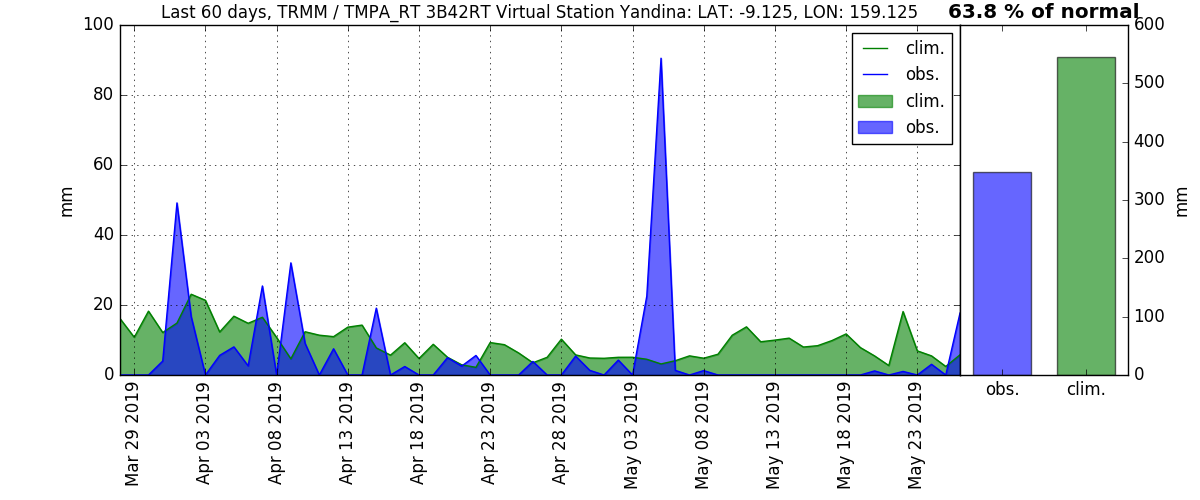 Last 60 days, TRMM / TMPA_RT 3B42RT Virtual Station Yandina: LAT: -9.125, LON: 159.125
63.8 % of normal
100
80
60
40
20
0
mm
clim.
obs.
clim.
obs.
600
500
400
300
200
100
0
mm
obs.
clim.
Mar 29 2019
Apr 03 2019
Apr 08 2019
Apr 13 2019
Apr 18 2019
Apr 23 2019
Apr 28 2019
May 03 2019
May 08 2019
May 13 2019
May 18 2019
May 23 2019